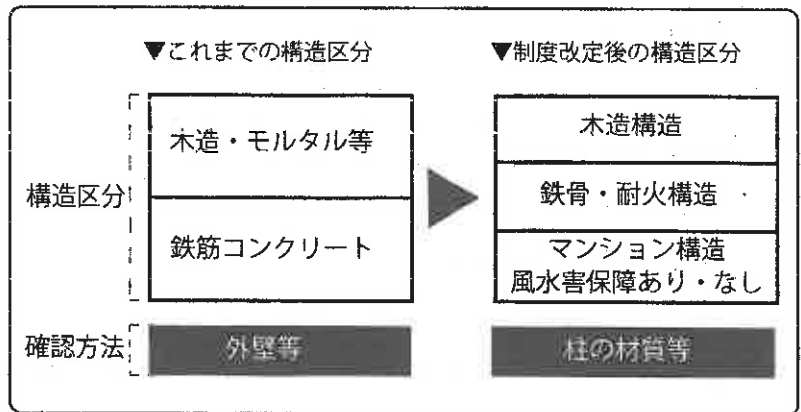 ▼これまでの構造区分
▼制度改定後の構造区分
構造区分
木造・モルタル等
鉄筋コンクリート
木造構造
鉄骨・耐火構造
マンション構造
風水害保障あり・なし
確認方法
外壁等
柱の材質等